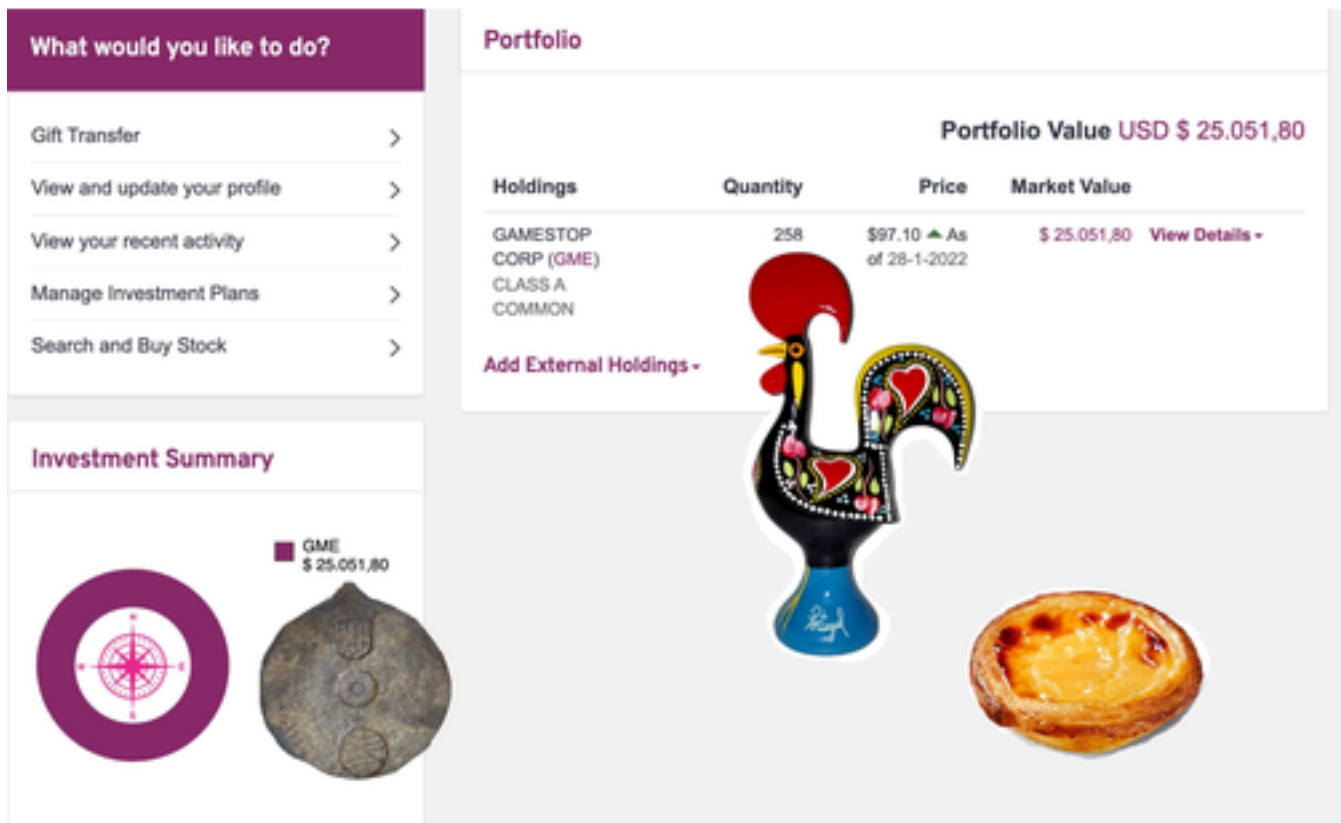 What would you like to do?
Gift Transfer
View and update your profile
View your recent activity
Manage Investment Plans
Search and Buy Stock
Portfolio
Portfolio Value USD $ 25.051,80
Holdings Quantity Price Market Value
GAMESTOP 258 $97.10 As $ 25.051,80 View Details
CORP (GME) of 28-1-2022
CLASS A
COMMON
Add External Holdings
Investment Summary
GME
$ 25.051,80
N
E
S